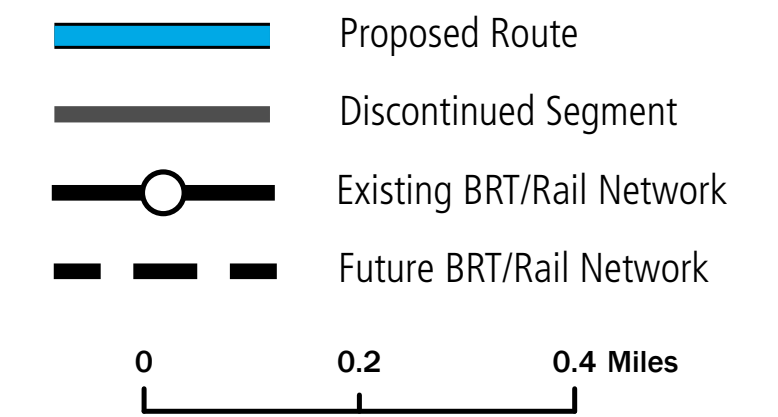 Proposed Route
Discontinued Segment
Existing BRT/Rail Network
Future BRT/Rail Network
0 0.2 0.4 Miles